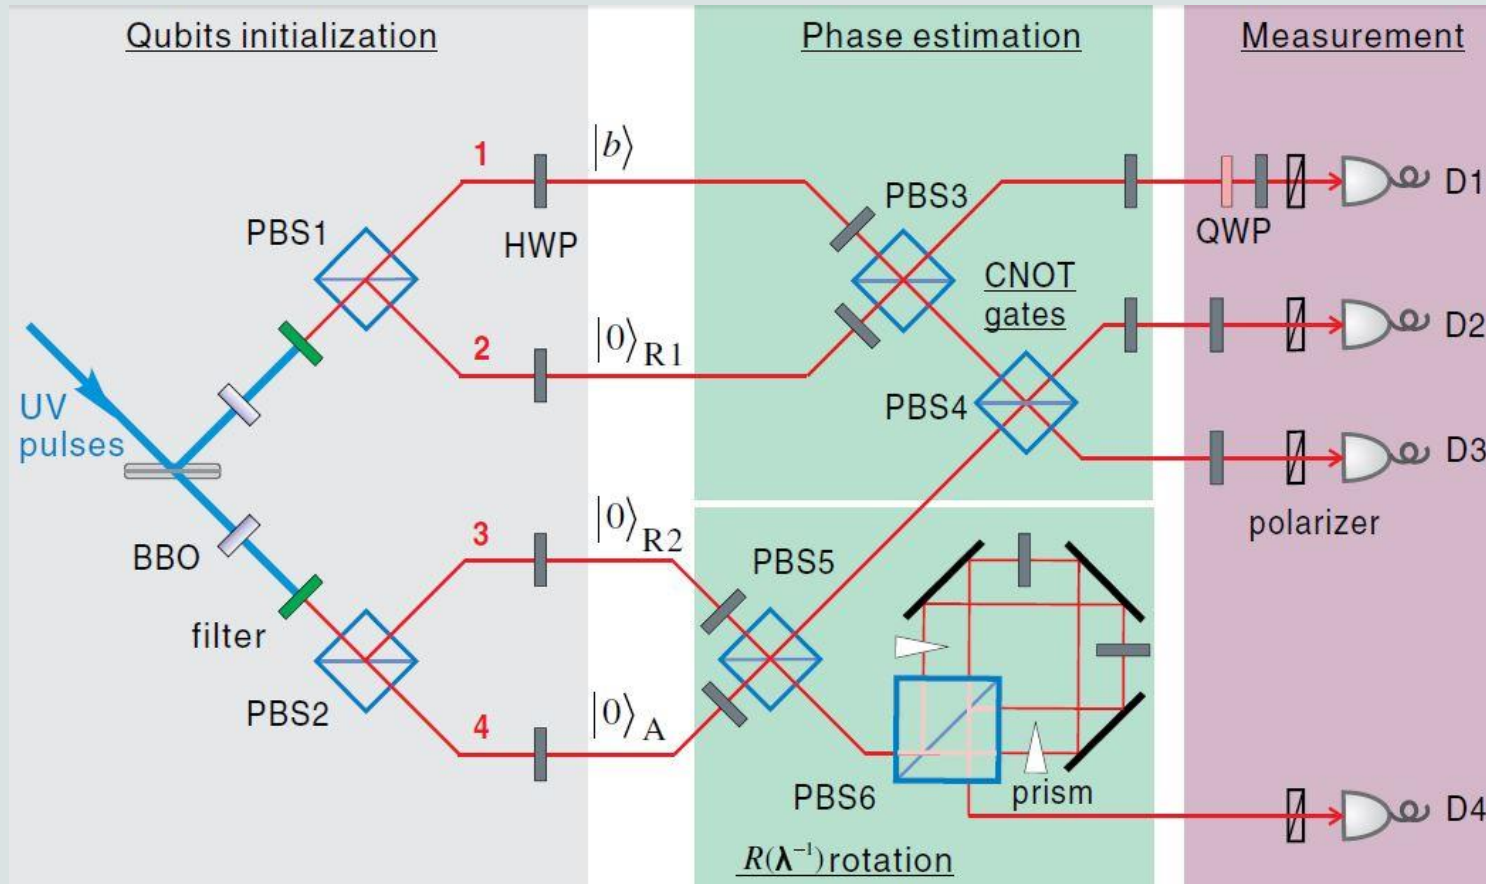 Qubits initialization
Phase estimation
Measurement
1
|b⟩
PBS1
HWP
PBS3
QWP
D1
2
|0⟩R1
CNOT
gates
D2
UV
pulses
PBS4
D3
BBO
3
|0⟩R2
polarizer
filter
PBS5
PBS2
4
|0⟩A
PBS6
prism
D4
R(λ⁻¹) rotation